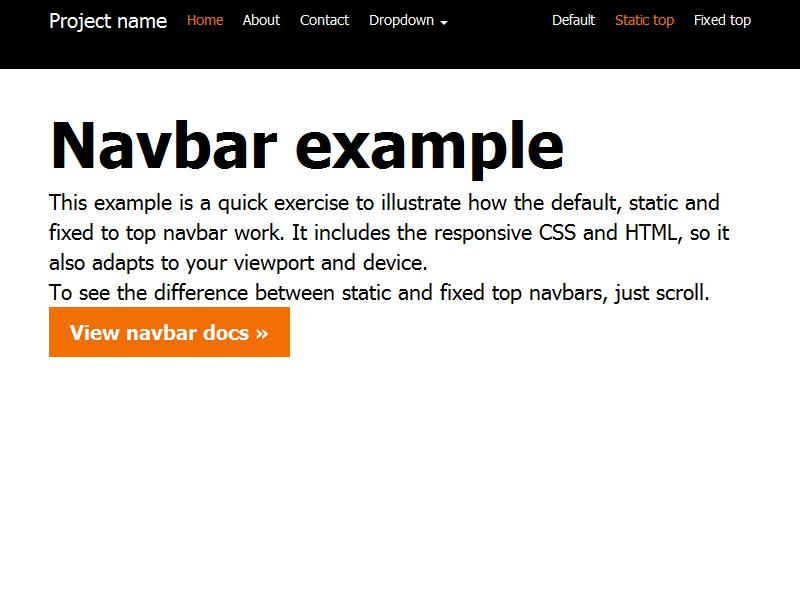 Project name Home About Contact Dropdown Default Static top Fixed top
Navbar example
This example is a quick exercise to illustrate how the default, static and
fixed to top navbar work. It includes the responsive CSS and HTML, so it
also adapts to your viewport and device.
To see the difference between static and fixed top navbars, just scroll.
View navbar docs »